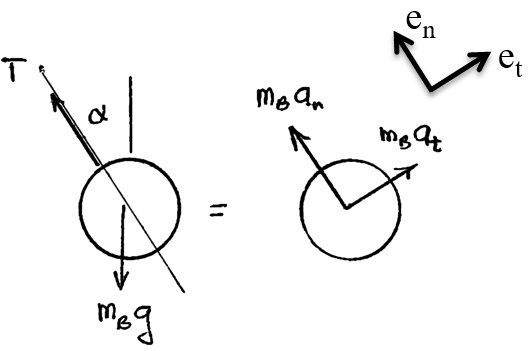 e_n
e_t
T
α
m_B a_n
m_B a_t
=
m_B g